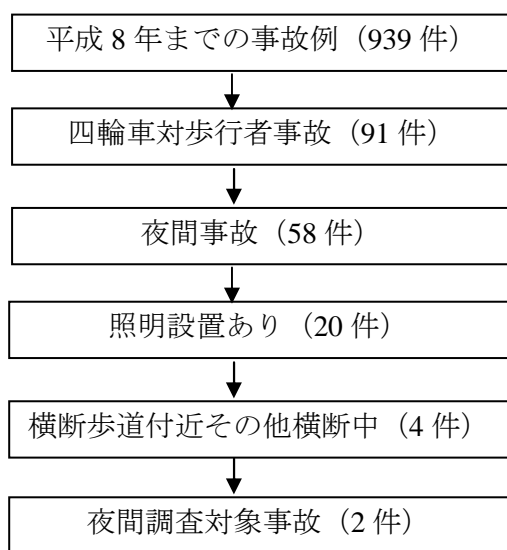 平成 8 年までの事故例（939 件）
四輪車対歩行者事故（91 件）
夜間事故（58 件）
照明設置あり（20 件）
横断歩道付近その他横断中（4 件）
夜間調査対象事故（2 件）